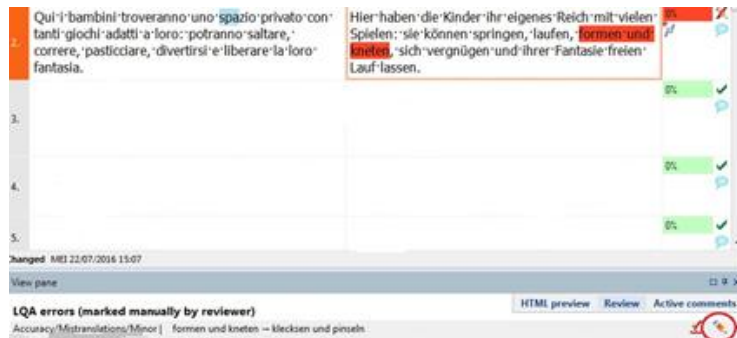 Qui i bambini troveranno uno spazio privato con
tanti giochi adatti a loro: potranno saltare,
correre, pasticciare, divertirsi e liberare la loro
fantasia.
Hier haben die Kinder ihr eigenes Reich mit vielen
Spielen: sie können springen, laufen, formen und
kneten, sich vergnügen und ihrer Fantasie freien
Lauf lassen.
2.
0%
3.
0%
4.
0%
5.
0%
Changed MEI 22/07/2016 15:07
View pane
HTML preview Review Active comments
LQA errors (marked manually by reviewer)
Accuracy/Mistranslations/Minor | formen und kneten -- klecksen und pinseln